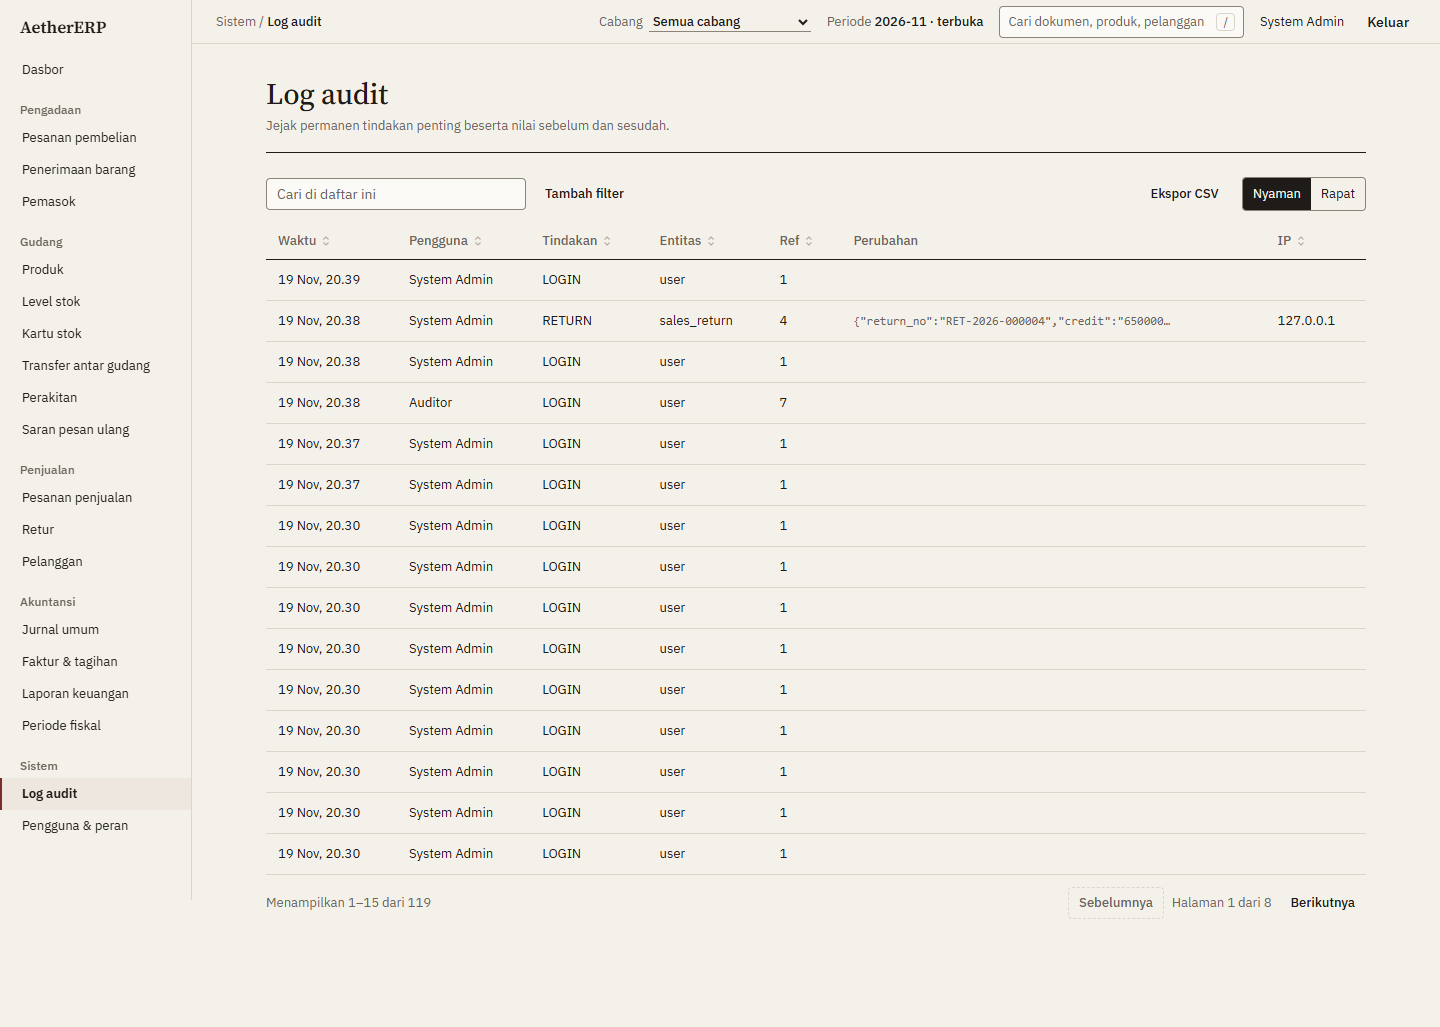 AetherERP
Dasbor
Pengadaan
Pesanan pembelian
Penerimaan barang
Pemasok
Gudang
Produk
Level stok
Kartu stok
Transfer antar gudang
Perakitan
Saran pesan ulang
Penjualan
Pesanan penjualan
Retur
Pelanggan
Akuntansi
Jurnal umum
Faktur & tagihan
Laporan keuangan
Periode fiskal
Sistem
Log audit
Pengguna & peran
Sistem / Log audit
Cabang Semua cabang Periode 2026-11 · terbuka Cari dokumen, produk, pelanggan / System Admin Keluar
Log audit
Jejak permanen tindakan penting beserta nilai sebelum dan sesudah.
Cari di daftar ini Tambah filter Ekspor CSV Nyaman Rapat
Waktu Pengguna Tindakan Entitas Ref Perubahan IP
19 Nov, 20.39 System Admin LOGIN user 1
19 Nov, 20.38 System Admin RETURN sales_return 4 {"return_no":"RET-2026-000004","credit":"650000… 127.0.0.1
19 Nov, 20.38 System Admin LOGIN user 1
19 Nov, 20.38 Auditor LOGIN user 7
19 Nov, 20.37 System Admin LOGIN user 1
19 Nov, 20.37 System Admin LOGIN user 1
19 Nov, 20.30 System Admin LOGIN user 1
19 Nov, 20.30 System Admin LOGIN user 1
19 Nov, 20.30 System Admin LOGIN user 1
19 Nov, 20.30 System Admin LOGIN user 1
19 Nov, 20.30 System Admin LOGIN user 1
19 Nov, 20.30 System Admin LOGIN user 1
19 Nov, 20.30 System Admin LOGIN user 1
19 Nov, 20.30 System Admin LOGIN user 1
19 Nov, 20.30 System Admin LOGIN user 1
Menampilkan 1–15 dari 119 Sebelumnya Halaman 1 dari 8 Berikutnya